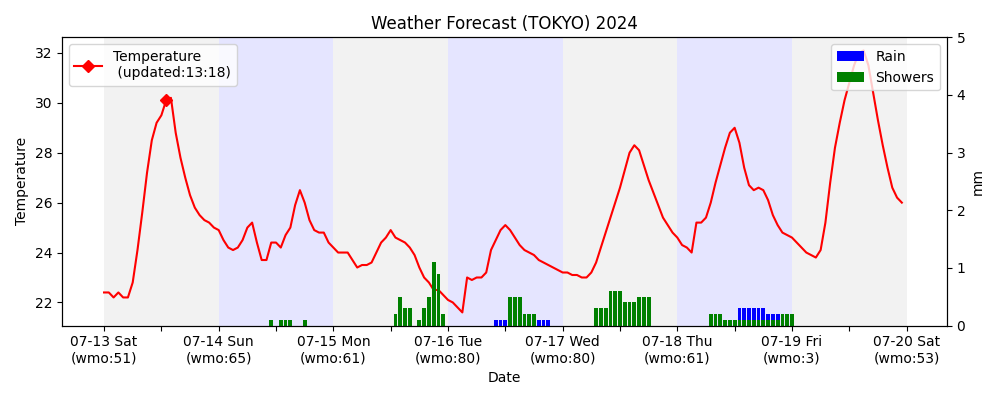 Weather Forecast (TOKYO) 2024
Temperature
(updated:13:18)
Rain
Showers
32
30
28
26
24
22
Temperature
5
4
3
2
1
0
mm
07-13 Sat
(wmo:51)
07-14 Sun
(wmo:65)
07-15 Mon
(wmo:61)
07-16 Tue
(wmo:80)
07-17 Wed
(wmo:80)
07-18 Thu
(wmo:61)
07-19 Fri
(wmo:3)
07-20 Sat
(wmo:53)
Date